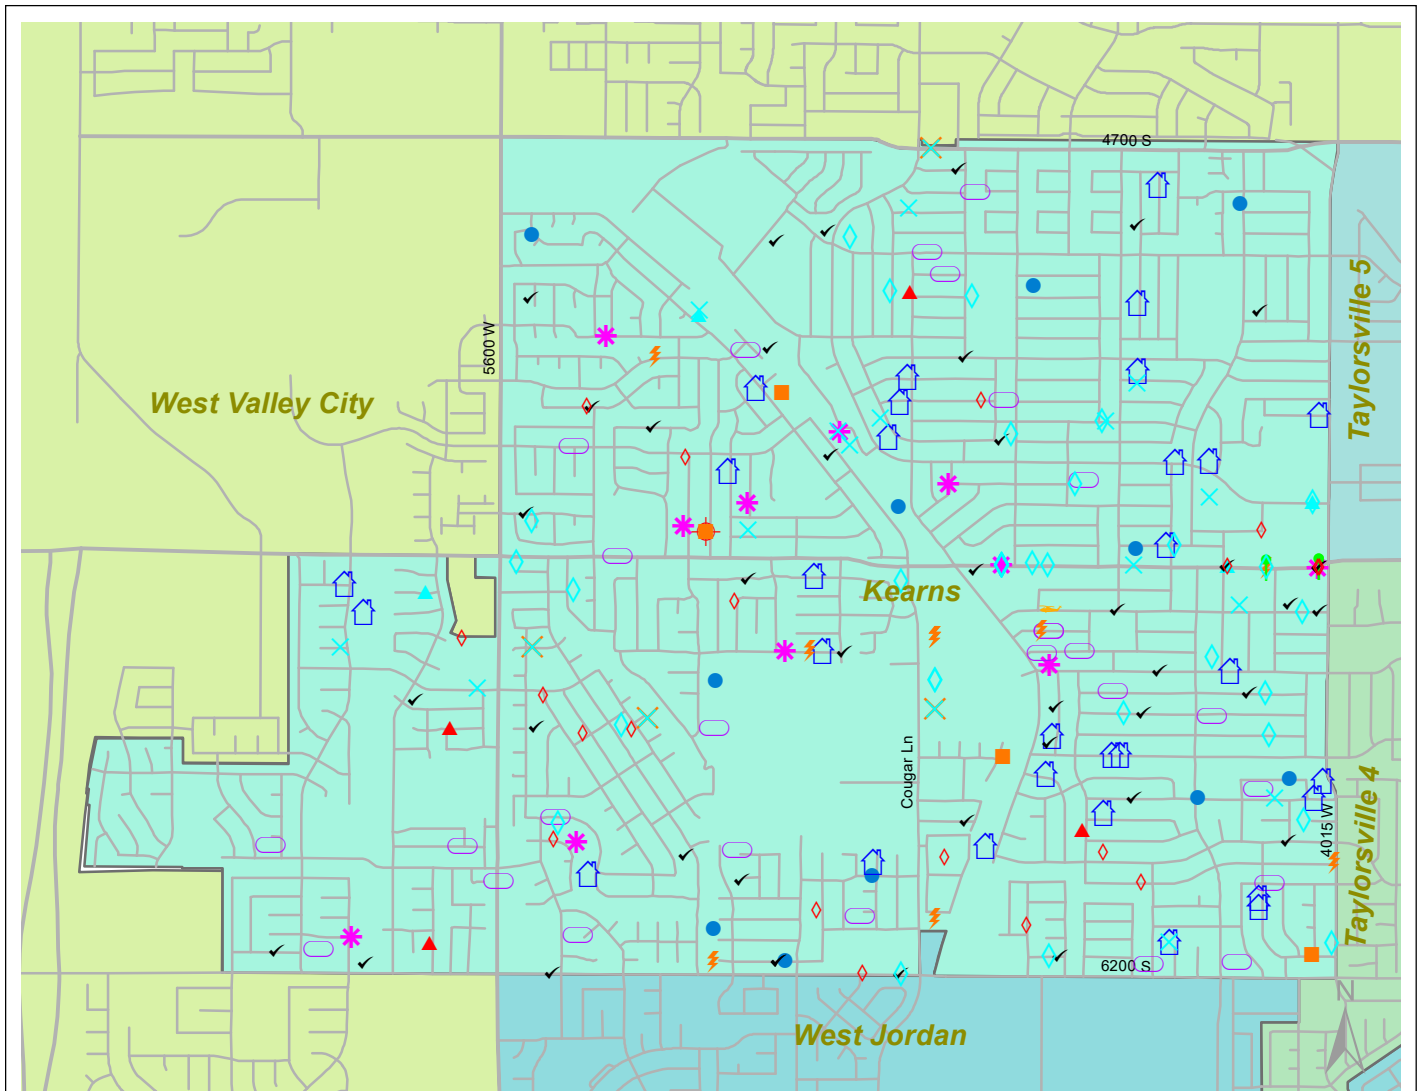 4700 S
Taylorsville 5
5600 W
West Valley City
Kearns
Cougar Ln
4015 W
Taylorsville 4
6200 S
N
West Jordan